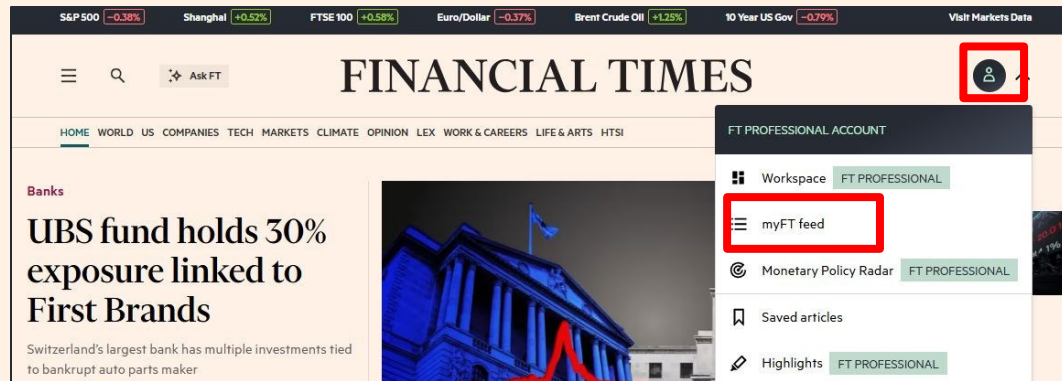 S&P 500 -0.38% Shanghai +0.52% FTSE 100 +0.58% Euro/Dollar -0.37% Brent Crude Oil +1.25% 10 Year US Gov -0.79% Visit Markets Data
Ask FT
FINANCIAL TIMES
HOME WORLD US COMPANIES TECH MARKETS CLIMATE OPINION LEX WORK & CAREERS LIFE & ARTS HTSI
FT PROFESSIONAL ACCOUNT
Workspace FT PROFESSIONAL
myFT feed
Monetary Policy Radar FT PROFESSIONAL
Saved articles
Highlights FT PROFESSIONAL
Banks
UBS fund holds 30%
exposure linked to
First Brands
Switzerland's largest bank has multiple investments tied
to bankrupt auto parts maker